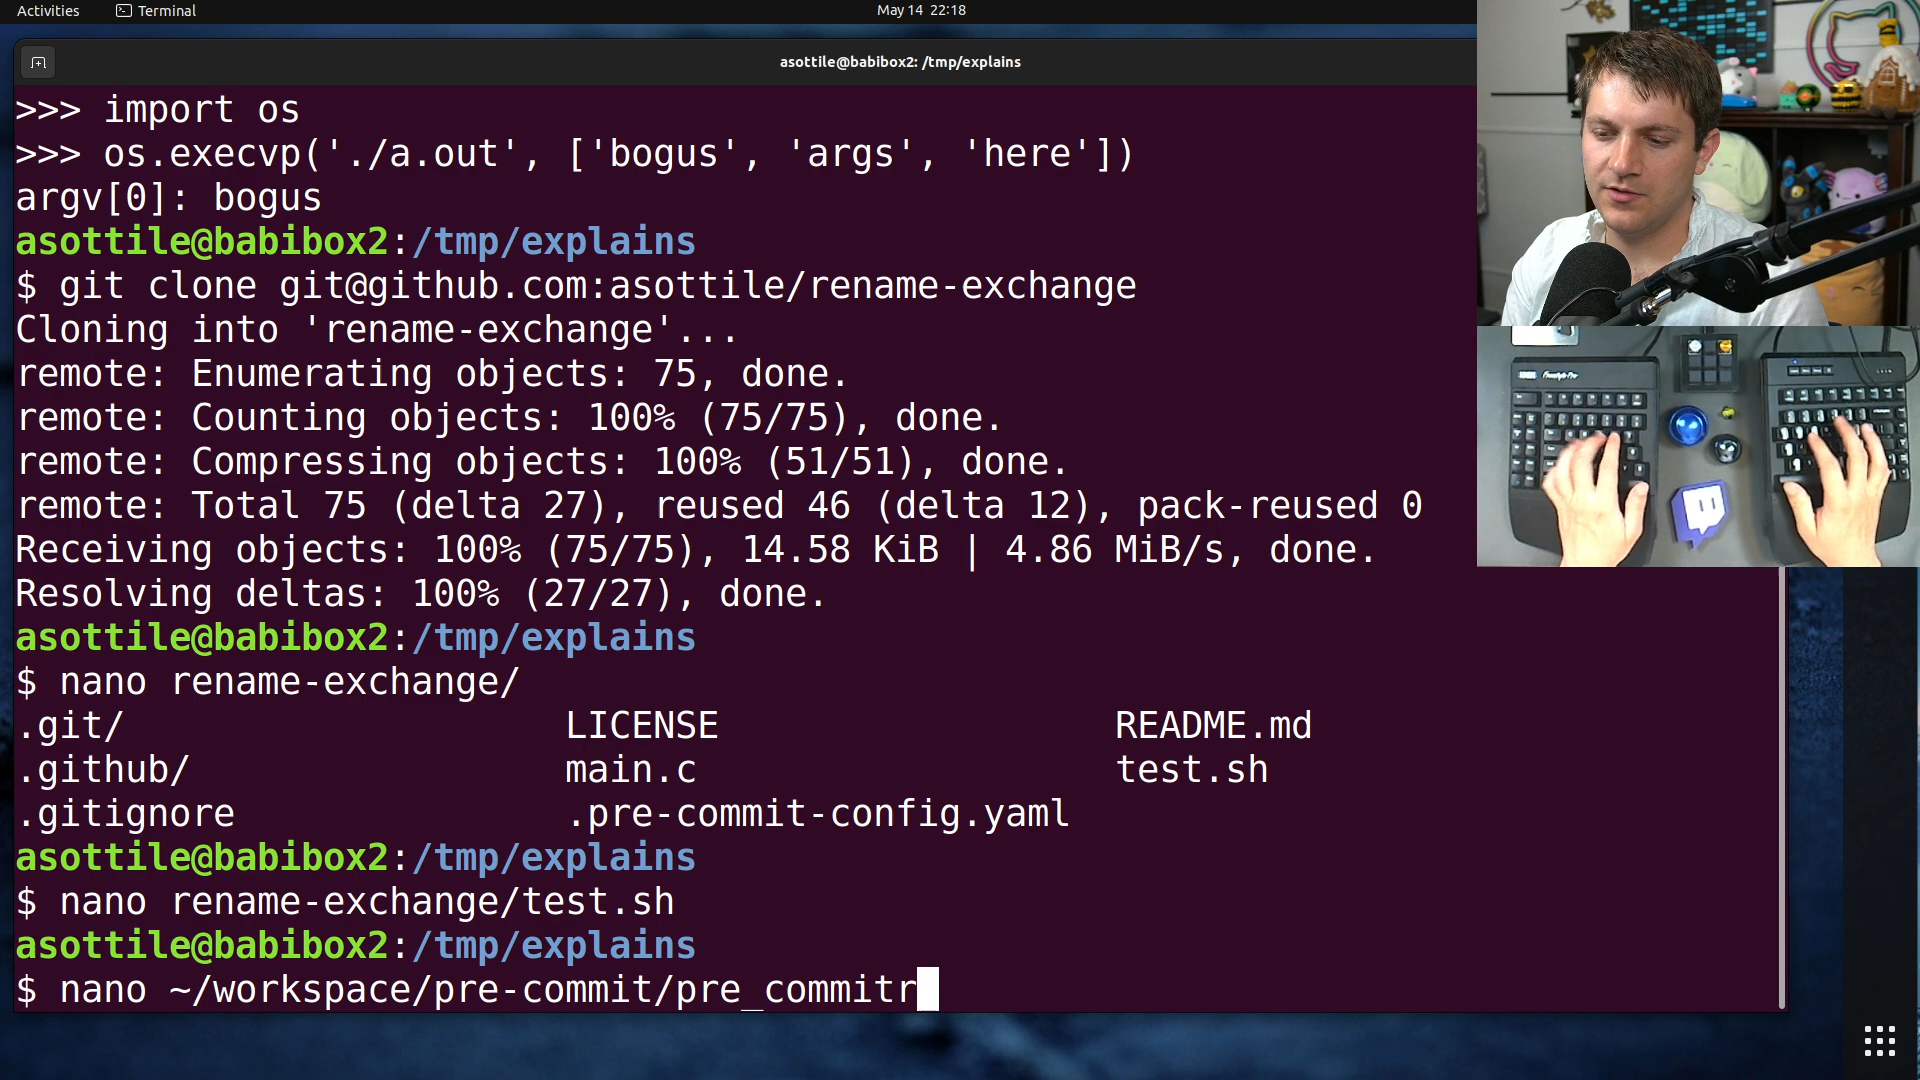 Activities Terminal May 14 22:18
asottile@babibox2: /tmp/explains
>>> import os
>>> os.execvp('./a.out', ['bogus', 'args', 'here'])
argv[0]: bogus
asottile@babibox2:/tmp/explains
$ git clone git@github.com:asottile/rename-exchange
Cloning into 'rename-exchange'...
remote: Enumerating objects: 75, done.
remote: Counting objects: 100% (75/75), done.
remote: Compressing objects: 100% (51/51), done.
remote: Total 75 (delta 27), reused 46 (delta 12), pack-reused 0
Receiving objects: 100% (75/75), 14.58 KiB | 4.86 MiB/s, done.
Resolving deltas: 100% (27/27), done.
asottile@babibox2:/tmp/explains
$ nano rename-exchange/
.git/ LICENSE README.md
.github/ main.c test.sh
.gitignore .pre-commit-config.yaml
asottile@babibox2:/tmp/explains
$ nano rename-exchange/test.sh
asottile@babibox2:/tmp/explains
$ nano ~/workspace/pre-commit/pre_commitr